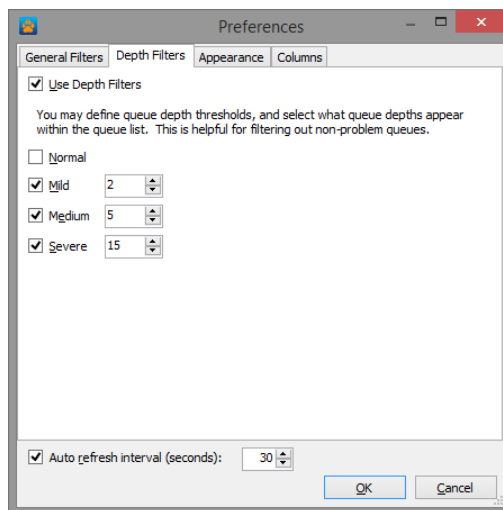 Preferences
General Filters Depth Filters Appearance Columns
Use Depth Filters
You may define queue depth thresholds, and select what queue depths appear
within the queue list. This is helpful for filtering out non-problem queues.
Normal
Mild 2
Medium 5
Severe 15
Auto refresh interval (seconds): 30
OK Cancel